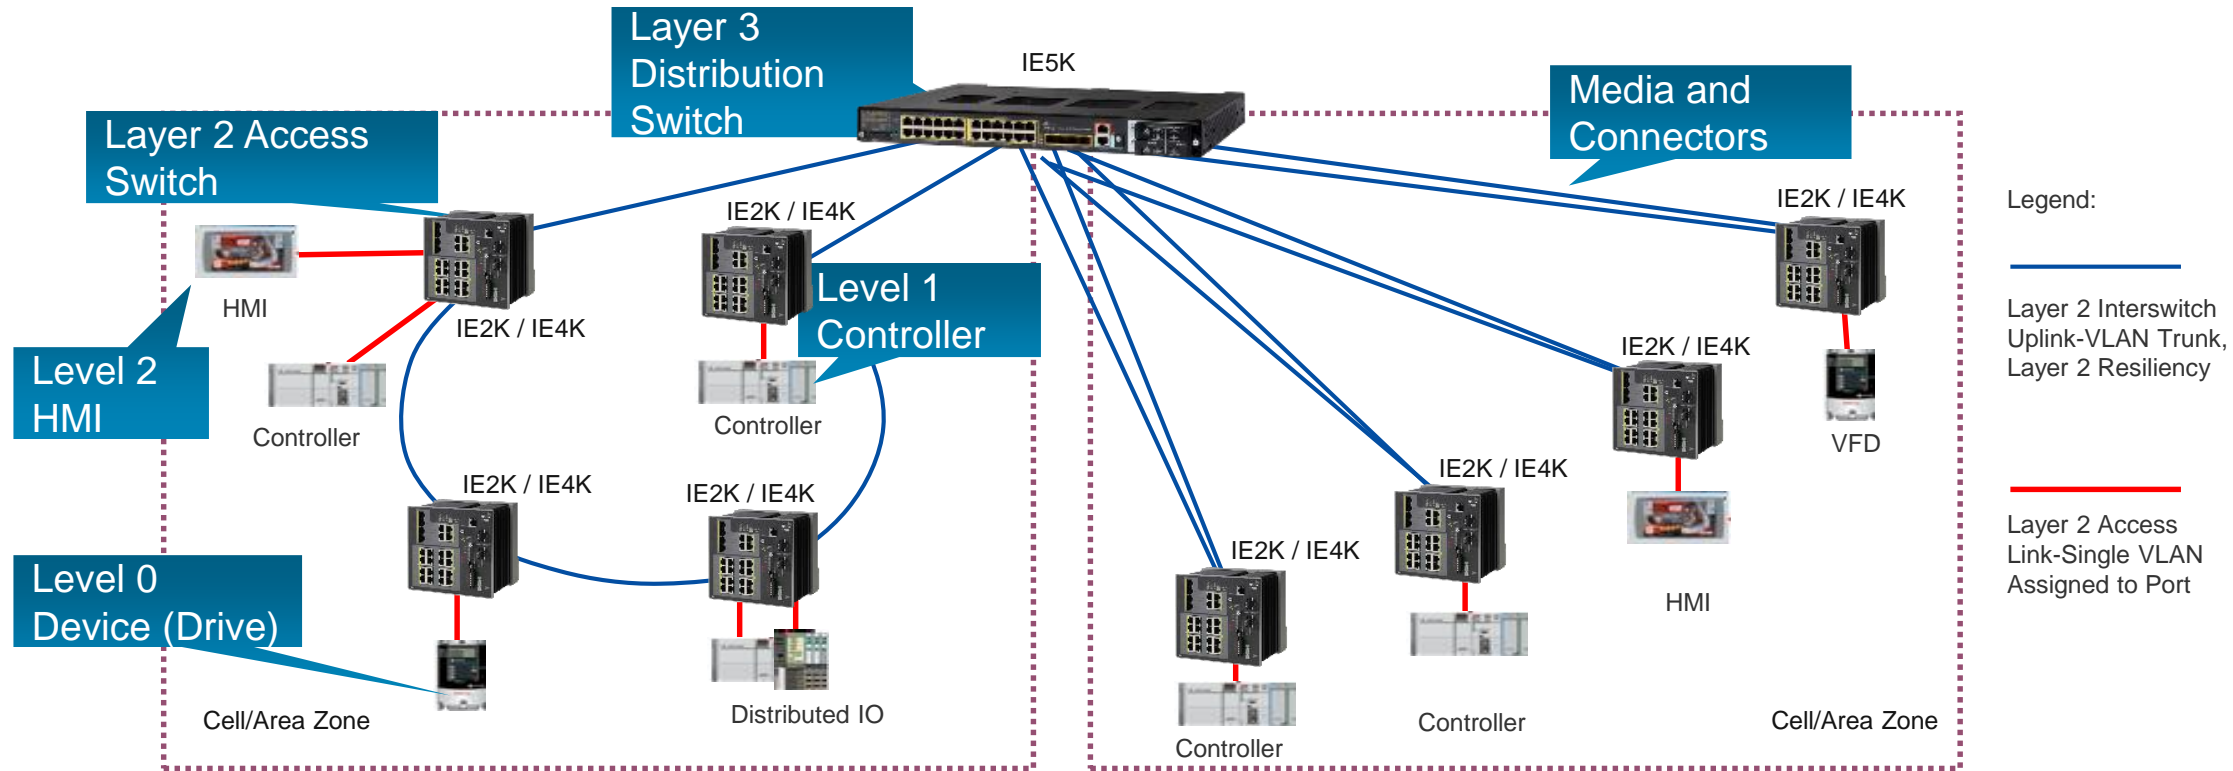 Layer 3
Distribution
Switch
IE5K
Media and
Connectors
Layer 2 Access
Switch
IE2K / IE4K
IE2K / IE4K
Legend:
HMI
IE2K / IE4K
Level 1
Controller
Layer 2 Interswitch
Uplink-VLAN Trunk,
Layer 2 Resiliency
IE2K / IE4K
Level 2
HMI
Controller
Controller
VFD
IE2K / IE4K
IE2K / IE4K
IE2K / IE4K
Layer 2 Access
Link-Single VLAN
Assigned to Port
IE2K / IE4K
Level 0
Device (Drive)
HMI
Cell/Area Zone
Distributed IO
Controller
Controller
Cell/Area Zone